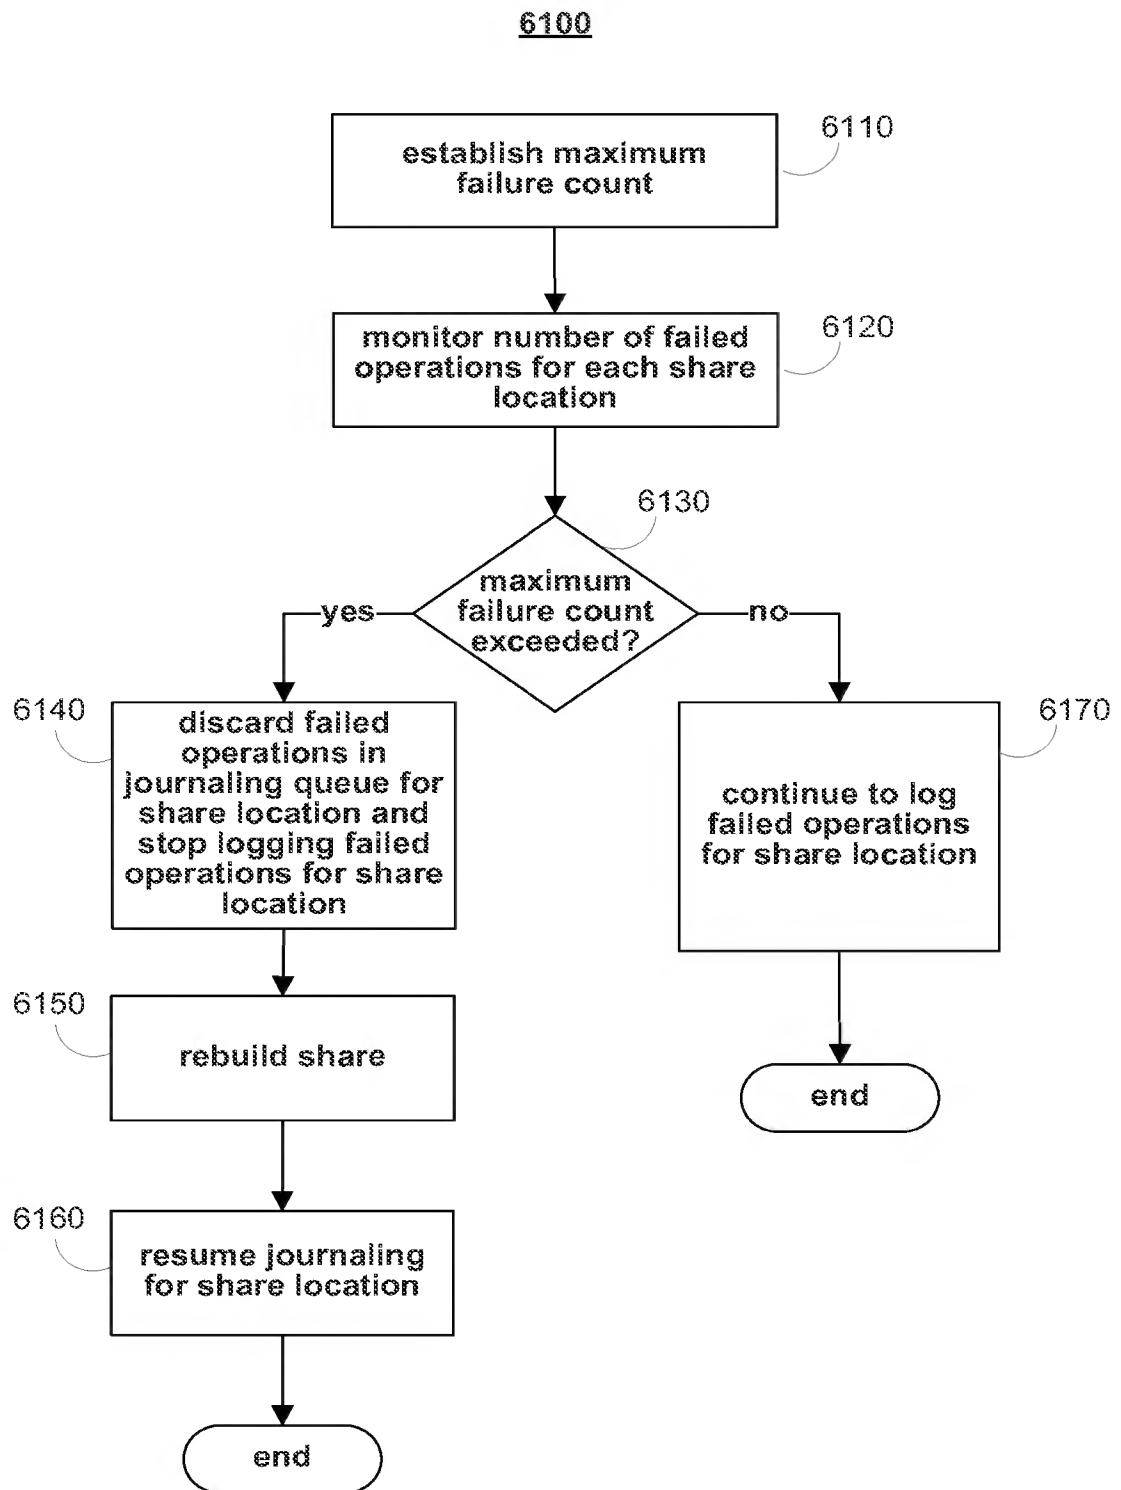 6100
6110
establish maximum
failure count
6120
monitor number of failed
operations for each share
location
6130
maximum
failure count
exceeded?
yes
no
6140
discard failed
operations in
journaling queue for
share location and
stop logging failed
operations for share
location
6170
continue to log
failed operations
for share location
6150
rebuild share
end
6160
resume journaling
for share location
end